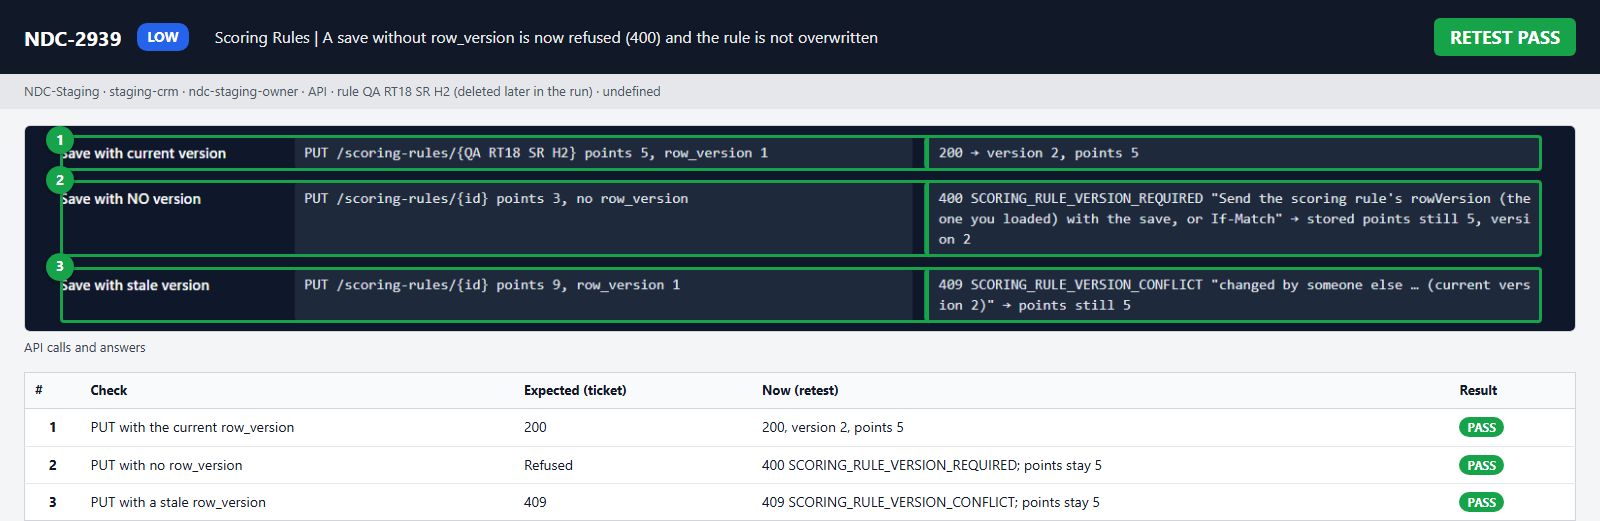 NDC-2939 LOW Scoring Rules | A save without row_version is now refused (400) and the rule is not overwritten RETEST PASS
NDC-Staging · staging-crm · ndc-staging-owner · API · rule QA RT18 SR H2 (deleted later in the run) · undefined
1
Save with current version PUT /scoring-rules/{QA RT18 SR H2} points 5, row_version 1 200 → version 2, points 5
2
Save with NO version PUT /scoring-rules/{id} points 3, no row_version 400 SCORING_RULE_VERSION_REQUIRED "Send the scoring rule's rowVersion (the
one you loaded) with the save, or If-Match" → stored points still 5, versi
on 2
3
Save with stale version PUT /scoring-rules/{id} points 9, row_version 1 409 SCORING_RULE_VERSION_CONFLICT "changed by someone else … (current vers
ion 2)" → points still 5
API calls and answers
# Check Expected (ticket) Now (retest) Result
1 PUT with the current row_version 200 200, version 2, points 5 PASS
2 PUT with no row_version Refused 400 SCORING_RULE_VERSION_REQUIRED; points stay 5 PASS
3 PUT with a stale row_version 409 409 SCORING_RULE_VERSION_CONFLICT; points stay 5 PASS